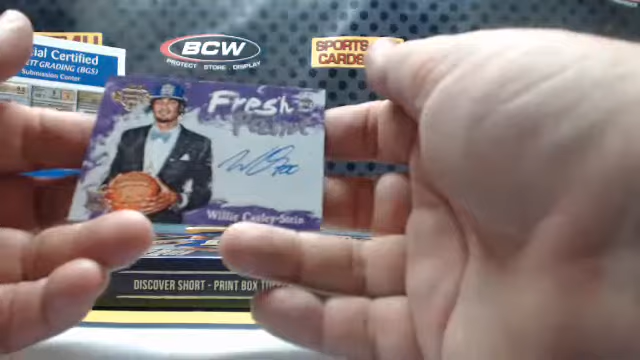 ial Certified
ETT GRADING (BGS)
Submission Center
BCW
PROTECT STORE DISPLAY
SPORTS
CARDS
Fresh
Paint
Willie Cauley-Stein
DISCOVER SHORT - PRINT BOX